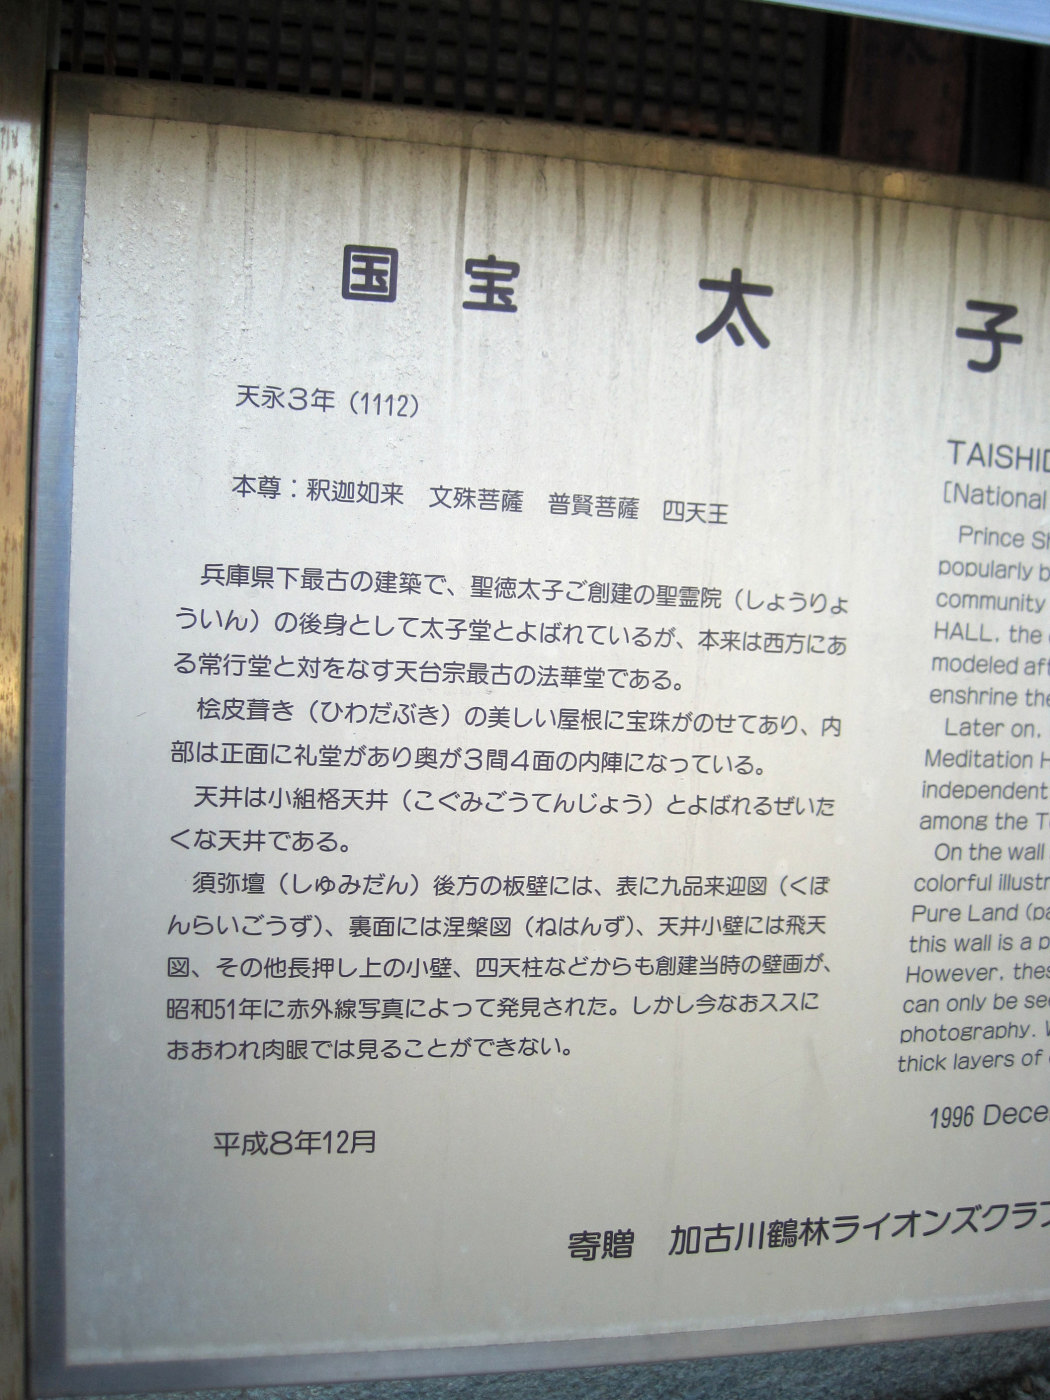 国宝 太子
天永3年（1112）
本尊：釈迦如来 文殊菩薩 普賢菩薩 四天王
兵庫県下最古の建築で、聖徳太子ご創建の聖霊院（しょうりょ
ういん）の後身として太子堂とよばれているが、本来は西方にあ
る常行堂と対をなす天台宗最古の法華堂である。
桧皮葺き（ひわだぶき）の美しい屋根に宝珠がのせてあり、内
部は正面に礼堂があり奥が3間4面の内陣になっている。
天井は小組格天井（こぐみごうてんじょう）とよばれるぜいた
くな天井である。
須弥壇（しゅみだん）後方の板壁には、表に九品来迎図（くぼ
んらいごうず）、裏面には涅槃図（ねはんず）、天井小壁には飛天
図、その他長押し上の小壁、四天柱などからも創建当時の壁画が、
昭和51年に赤外線写真によって発見された。しかし今なおススに
おおわれ肉眼では見ることができない。
平成8年12月
寄贈 加古川鶴林ライオンズクラブ
TAISHID
[National
Prince Sh
popularly b
community
HALL, the
modeled aft
enshrine the
Later on,
Meditation H
independent
among the T
On the wall
colorful illustr
Pure Land (pa
this wall is a p
However, thes
can only be see
photography. W
thick layers of
1996 Dece